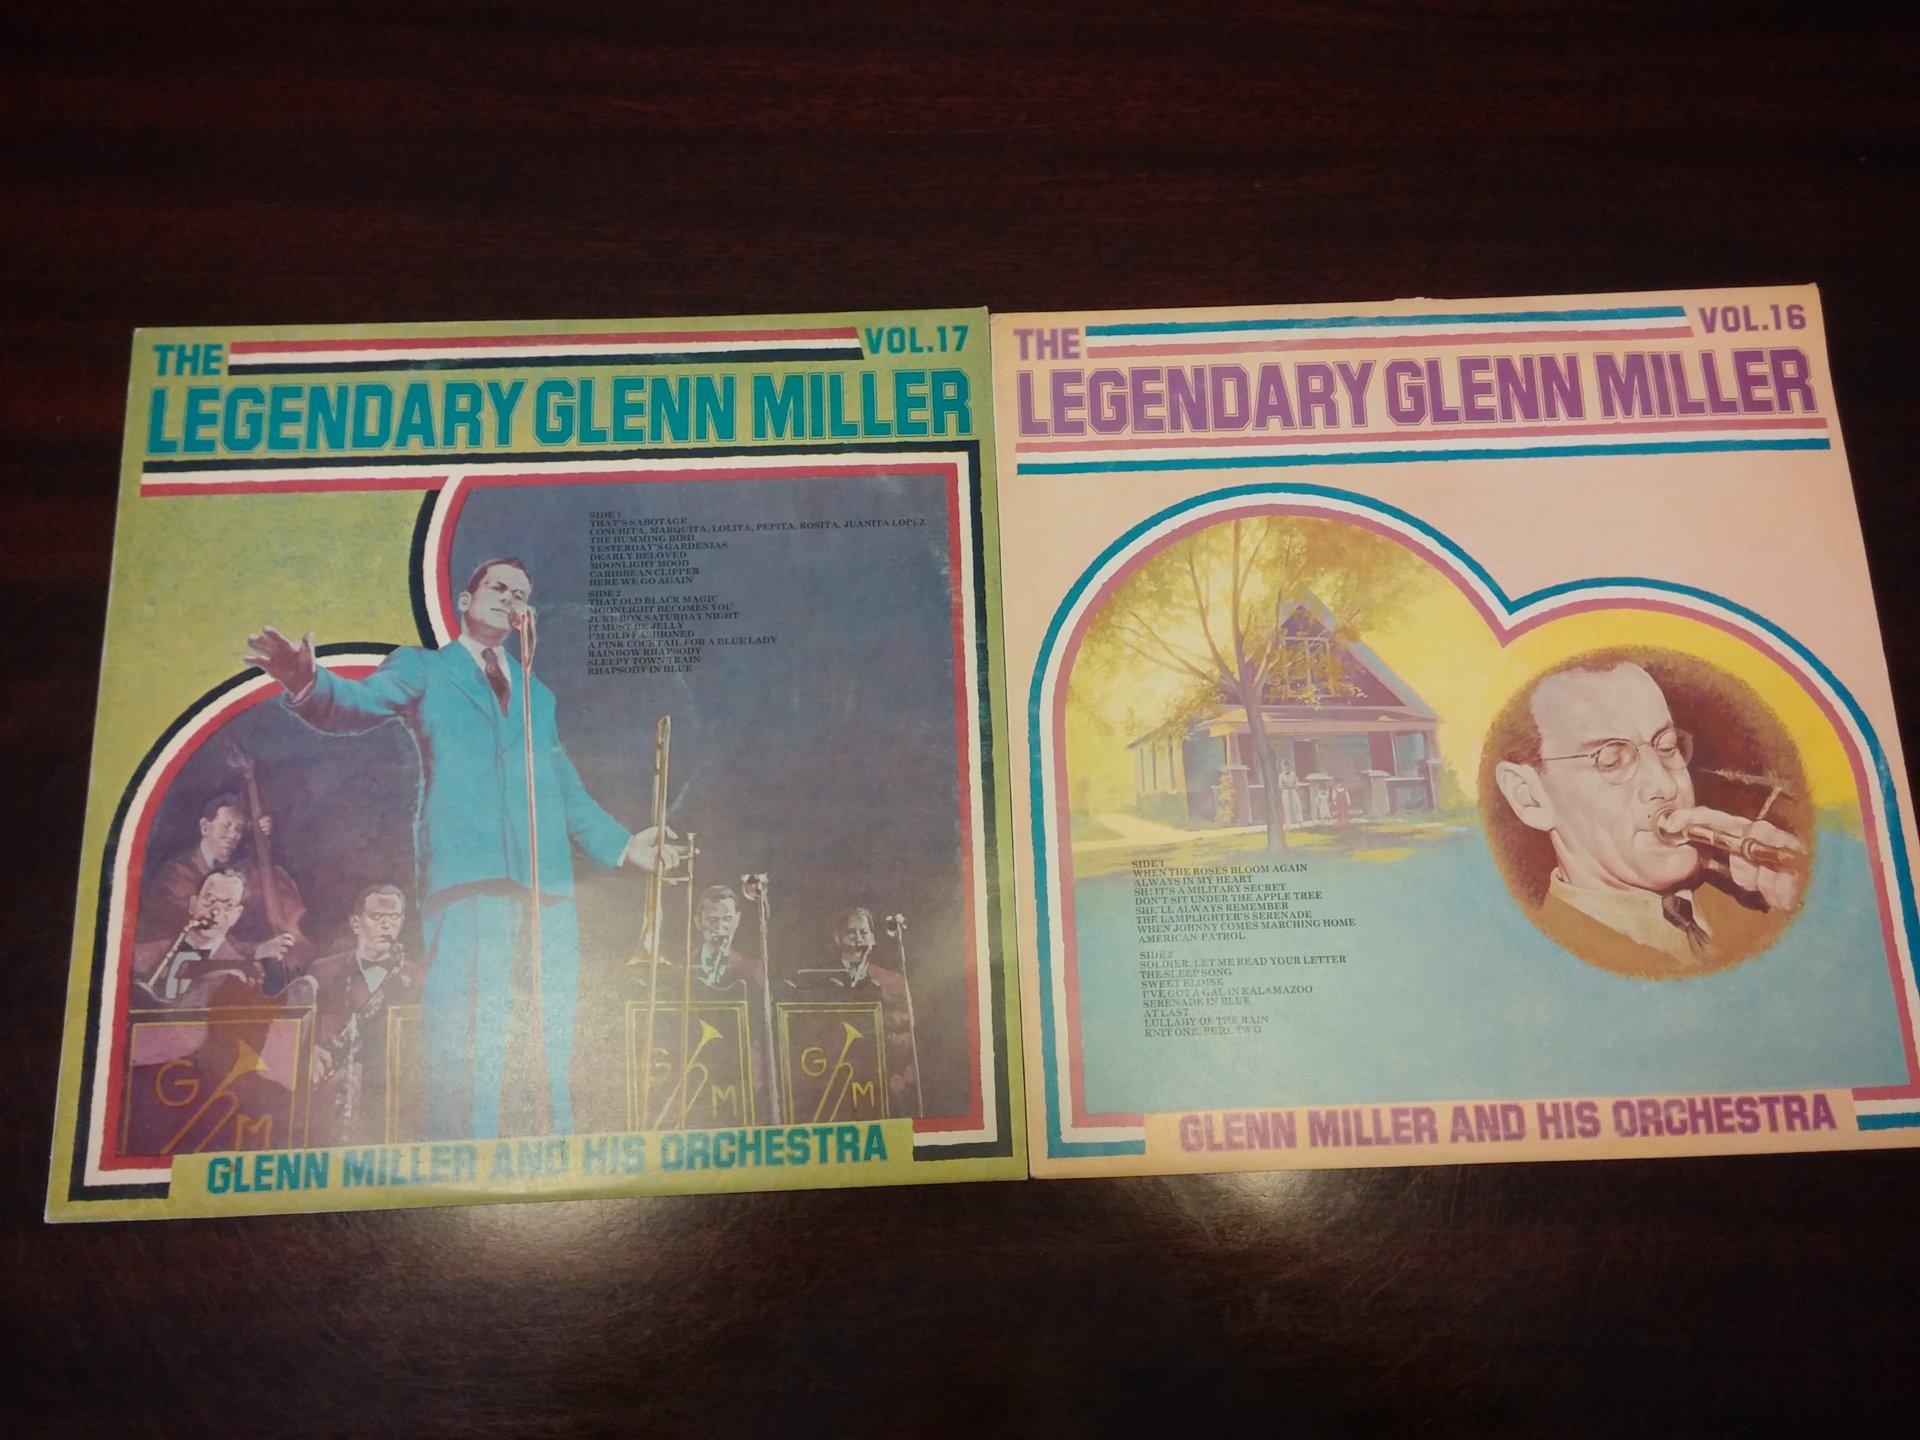 THE
VOL.17
LEGENDARY GLENN MILLER
SIDE 1
THAT'S SABOTAGE
CONCHITA, MARQUITA, LOLITA, PEPITA, ROSITA, JUANITA LOPEZ
THE HUMMING BIRD
YESTERDAY'S GARDENIAS
DEARLY BELOVED
MOONLIGHT MOOD
CARIBBEAN CLIPPER
HERE WE GO AGAIN
SIDE 2
THAT OLD BLACK MAGIC
MOONLIGHT BECOMES YOU
JUKE BOX SATURDAY NIGHT
IT MUST BE JELLY
I'M OLD FASHIONED
A PINK COCKTAIL FOR A BLUE LADY
RAINBOW RHAPSODY
SLEEPY TOWN TRAIN
RHAPSODY IN BLUE
G M
G M
G M
GLENN MILLER AND HIS ORCHESTRA
THE
VOL.16
LEGENDARY GLENN MILLER
SIDE 1
WHEN THE ROSES BLOOM AGAIN
ALWAYS IN MY HEART
SH! IT'S A MILITARY SECRET
DON'T SIT UNDER THE APPLE TREE
SHE'LL ALWAYS REMEMBER
THE LAMPLIGHTER'S SERENADE
WHEN JOHNNY COMES MARCHING HOME
AMERICAN PATROL
SIDE 2
SOLDIER, LET ME READ YOUR LETTER
THE SLEEP SONG
SWEET ELOISE
I'VE GOT A GAL IN KALAMAZOO
SERENADE IN BLUE
AT LAST
LULLABY OF THE RAIN
KNIT ONE, PURL TWO
GLENN MILLER AND HIS ORCHESTRA